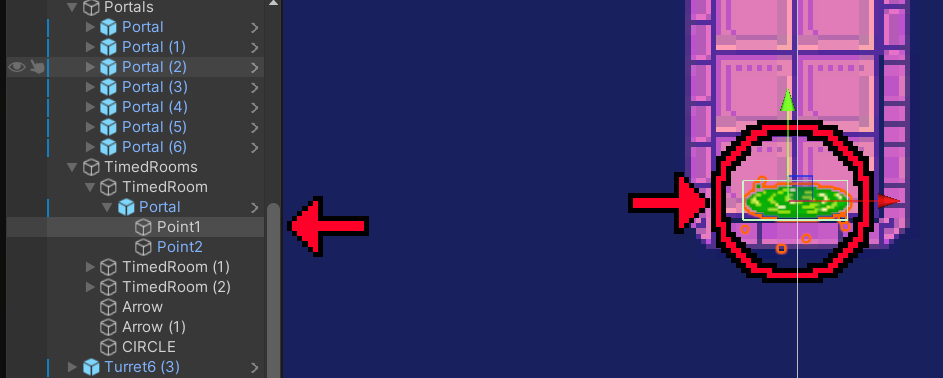 Portals
Portal
Portal (1)
Portal (2)
Portal (3)
Portal (4)
Portal (5)
Portal (6)
TimedRooms
TimedRoom
Portal
Point1
Point2
TimedRoom (1)
TimedRoom (2)
Arrow
Arrow (1)
CIRCLE
Turret6 (3)